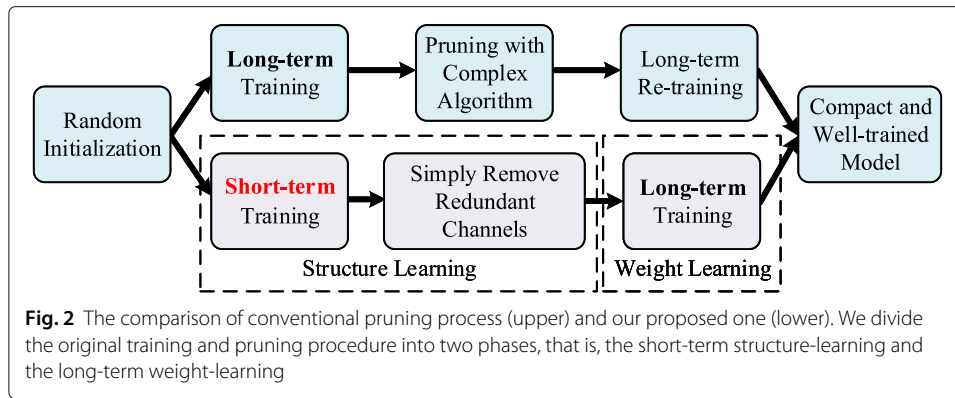 Random
Initialization
Long-term
Training
Pruning with
Complex
Algorithm
Long-term
Re-training
Short-term
Training
Simply Remove
Redundant
Channels
Structure Learning
Long-term
Training
Weight Learning
Compact and
Well-trained
Model
Fig. 2 The comparison of conventional pruning process (upper) and our proposed one (lower). We divide
the original training and pruning procedure into two phases, that is, the short-term structure-learning and
the long-term weight-learning